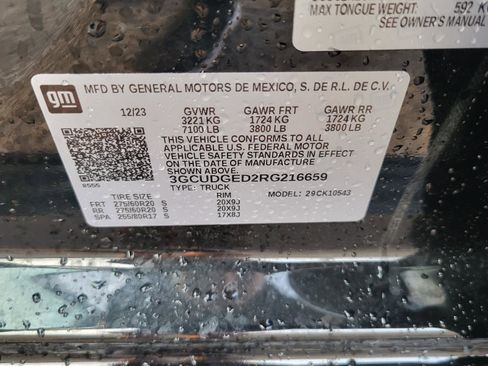 MAX TONGUE WEIGHT: 592 K
SEE OWNER'S MANUAL
gm
MFD BY GENERAL MOTORS DE MEXICO, S. DE R.L. DE C.V.
12/23 GVWR GAWR FRT GAWR RR
3221 KG 1724 KG 1724 KG
7100 LB 3800 LB 3800 LB
THIS VEHICLE CONFORMS TO ALL
APPLICABLE U.S. FEDERAL MOTOR
VEHICLE SAFETY STANDARDS IN EFFECT
ON THE DATE OF MANUFACTURE
SHOWN ABOVE.
3GCUDGED2RG216659
TYPE: TRUCK MODEL: 29CK10543
8555
TIRE SIZE RIM
FRT 275/60R20 S 20X9J
RR 275/60R20 S 20X9J
SPA 265/80R17 S 17X8J